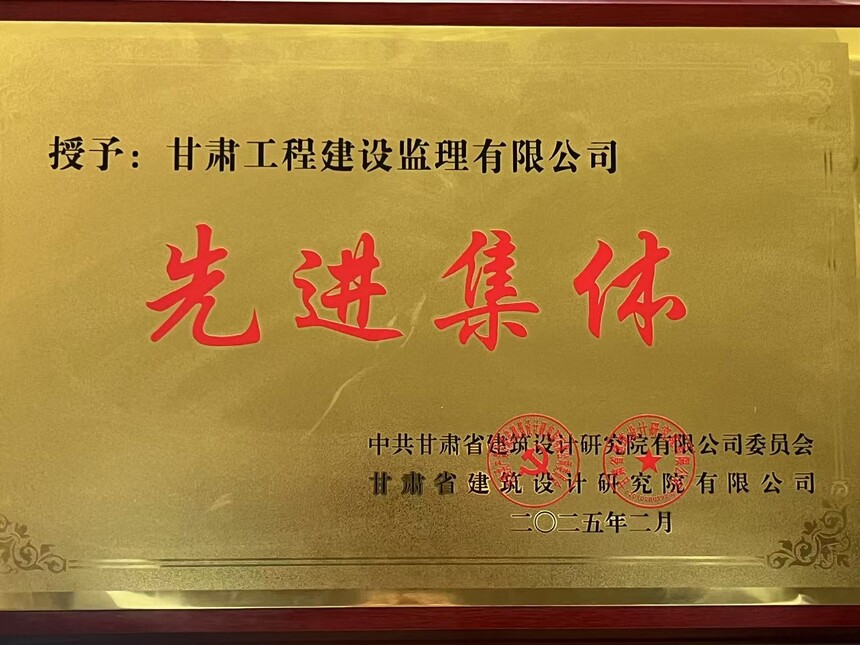 授予：甘肃工程建设监理有限公司
先进集体
中共甘肃省建筑设计研究院有限公司委员会
甘肃省建筑设计研究院有限公司
二〇二五年二月